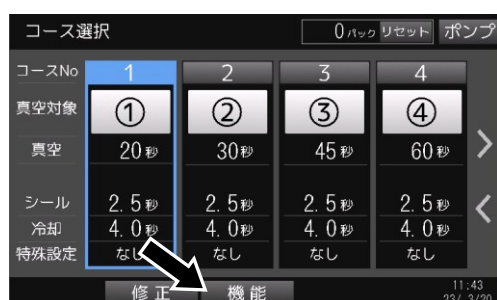 コース選択 0パック リセット ポンプ
コースNo 1 2 3 4
真空対象 ① ② ③ ④
真空 20秒 30秒 45秒 60秒 >
シール 2.5秒 2.5秒 2.5秒 2.5秒 <
冷却 4.0秒 4.0秒 4.0秒 4.0秒
特殊設定 なし なし なし なし
修正 機能 11:43
23/ 3/20